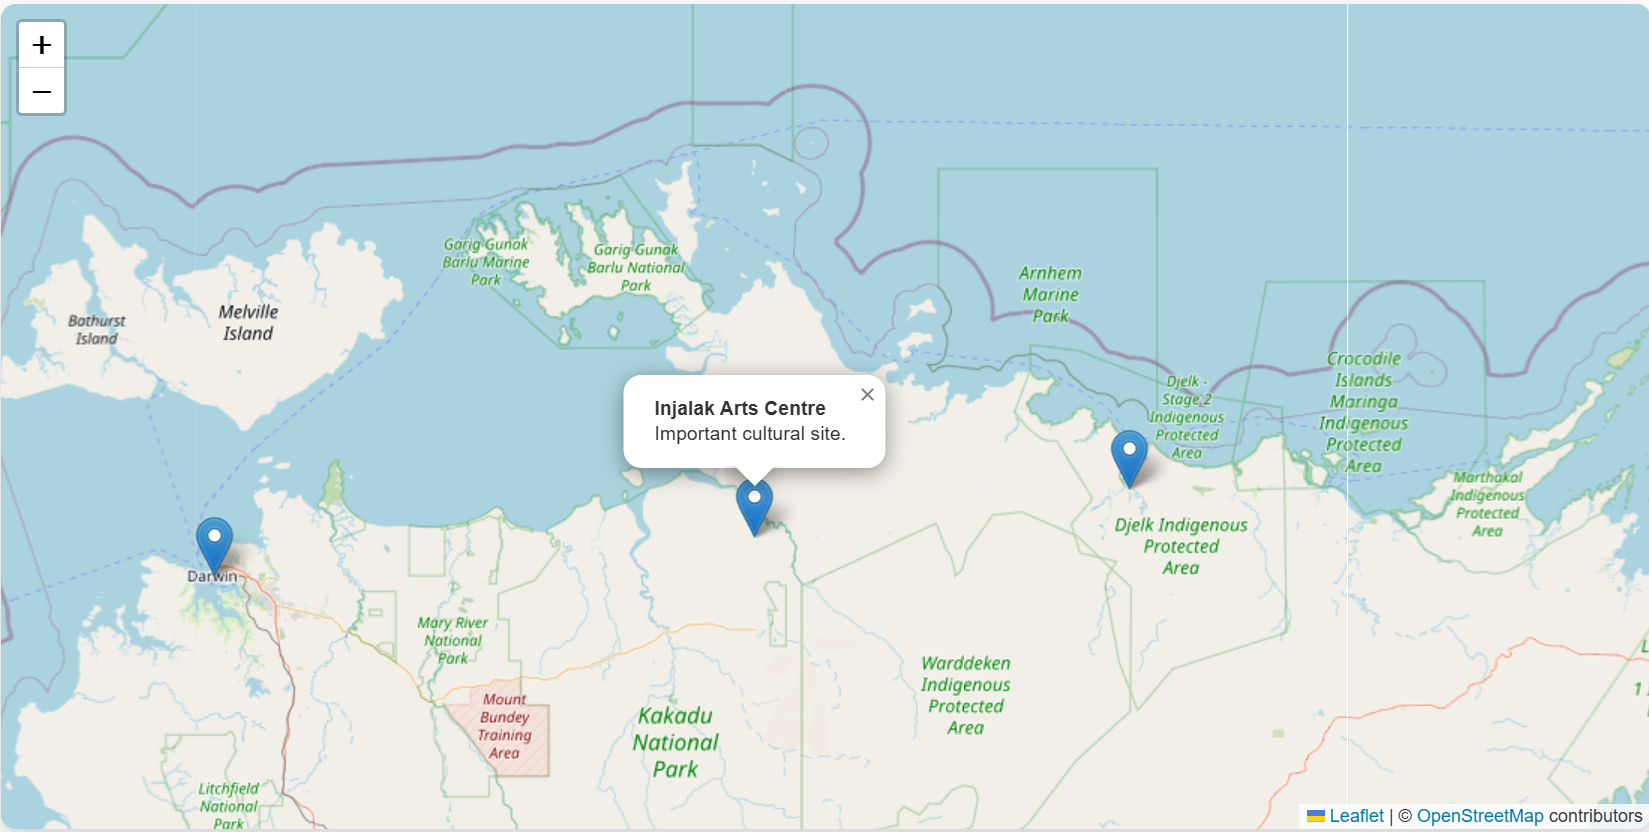 +
−
Garig Gunak
Barlu Marine
Park
Garig Gunak
Barlu National
Park
Arnhem
Marine
Park
Bathurst
Island
Melville
Island
Crocodile
Islands
Maringa
Indigenous
Protected
Area
Djelk -
Stage 2
Indigenous
Protected
Area
Injalak Arts Centre
Important cultural site.
×
Marthakal
Indigenous
Protected
Area
Djelk Indigenous
Protected
Area
Darwin
Mary River
National
Park
Warddeken
Indigenous
Protected
Area
L
1
Mount
Bundey
Training
Area
Kakadu
National
Park
Litchfield
National
Park
Leaflet | © OpenStreetMap contributors